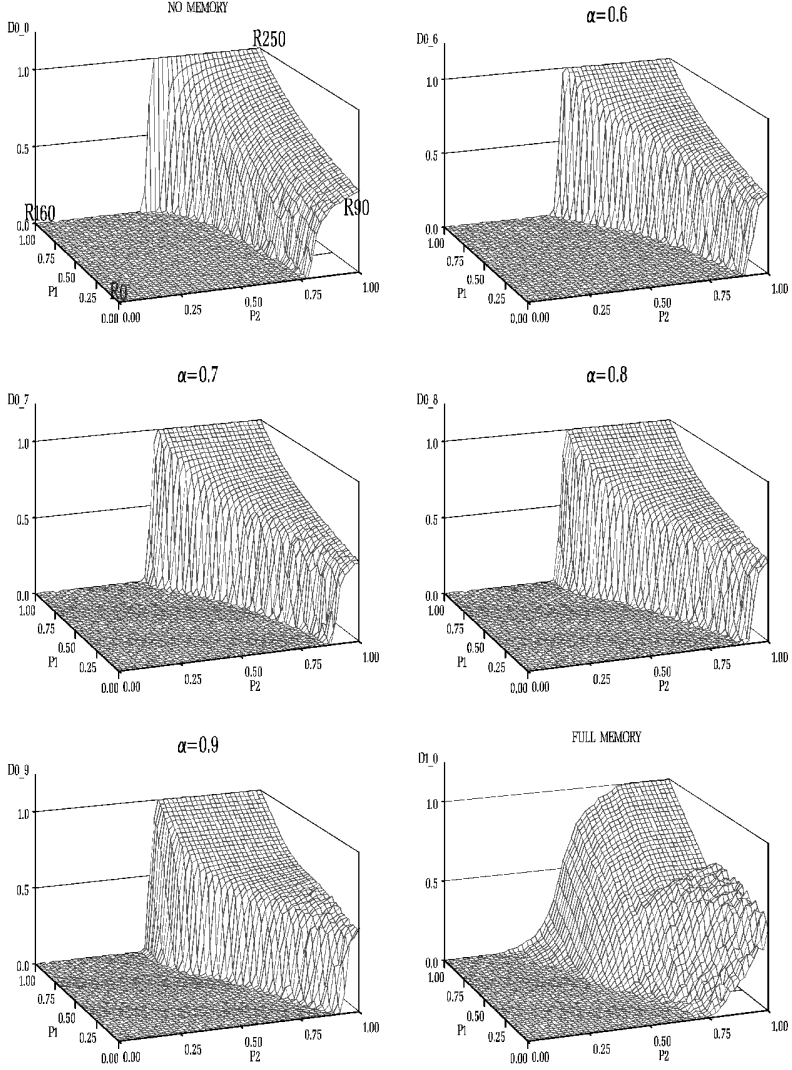 NO MEMORY
D0_0
R250
1.0
0.5
R90
R160
0.0
1.00
0.75
0.50
P1
0.25
R0
0.00 0.00
0.25
0.50
P2
0.75
1.00
α=0.6
D0_6
1.0
0.5
0.0
1.00
0.75
0.50
P1
0.25
0.00 0.00
0.25
0.50
P2
0.75
1.00
α=0.7
D0_7
1.0
0.5
0.0
1.00
0.75
0.50
P1
0.25
0.00 0.00
0.25
0.50
P2
0.75
1.00
α=0.8
D0_8
1.0
0.5
0.0
1.00
0.75
0.50
P1
0.25
0.00 0.00
0.25
0.50
P2
0.75
1.00
α=0.9
D0_9
1.0
0.5
0.0
1.00
0.75
0.50
P1
0.25
0.00 0.00
0.25
0.50
P2
0.75
1.00
FULL MEMORY
D1_0
1.0
0.5
0.0
1.00
0.75
0.50
P1
0.25
0.00 0.00
0.25
0.50
P2
0.75
1.00